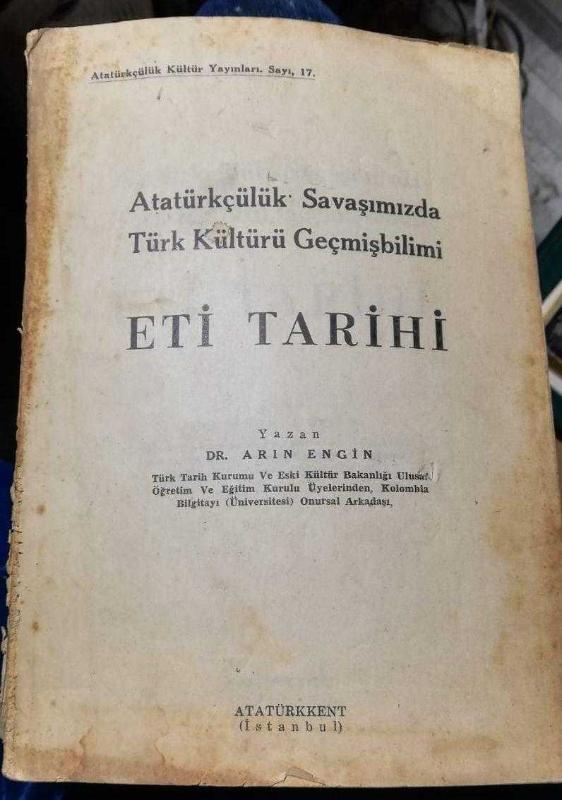 Atatürkçülük Kültür Yayınları. Sayı, 17.
Atatürkçülük Savaşımızda
Türk Kültürü Geçmişbilimi
ETİ TARİHİ
Yazan
DR. ARIN ENGİN
Türk Tarih Kurumu Ve Eski Kültür Bakanlığı Ulusal
Öğretim Ve Eğitim Kurulu Üyelerinden, Kolombia
Bilgitayı (Üniversitesi) Onursal Arkadaşı,
ATATÜRKKENT
(İstanbul)